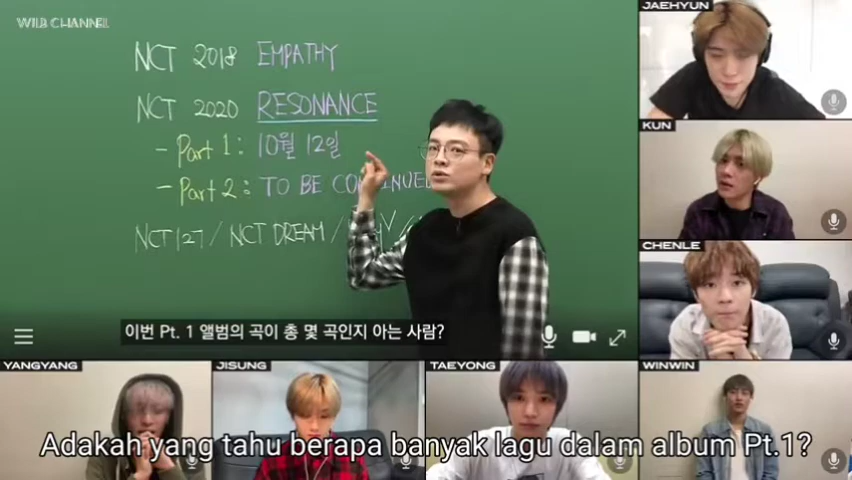 WILB CHANNEL
JAEHYUN
NCT 2018 EMPATHY
NCT 2020 RESONANCE
KUN
- Part 1: 10월 12일
- Part 2: TO BE
NCT 127 / NCT DREAM /
CHENLE
이번 Pt. 1 앨범의 곡이 총 몇 곡인지 아는 사람?
YANGYANG
JISUNG
TAEYONG
WINWIN
Adakah yang tahu berapa banyak lagu dalam album Pt.1?